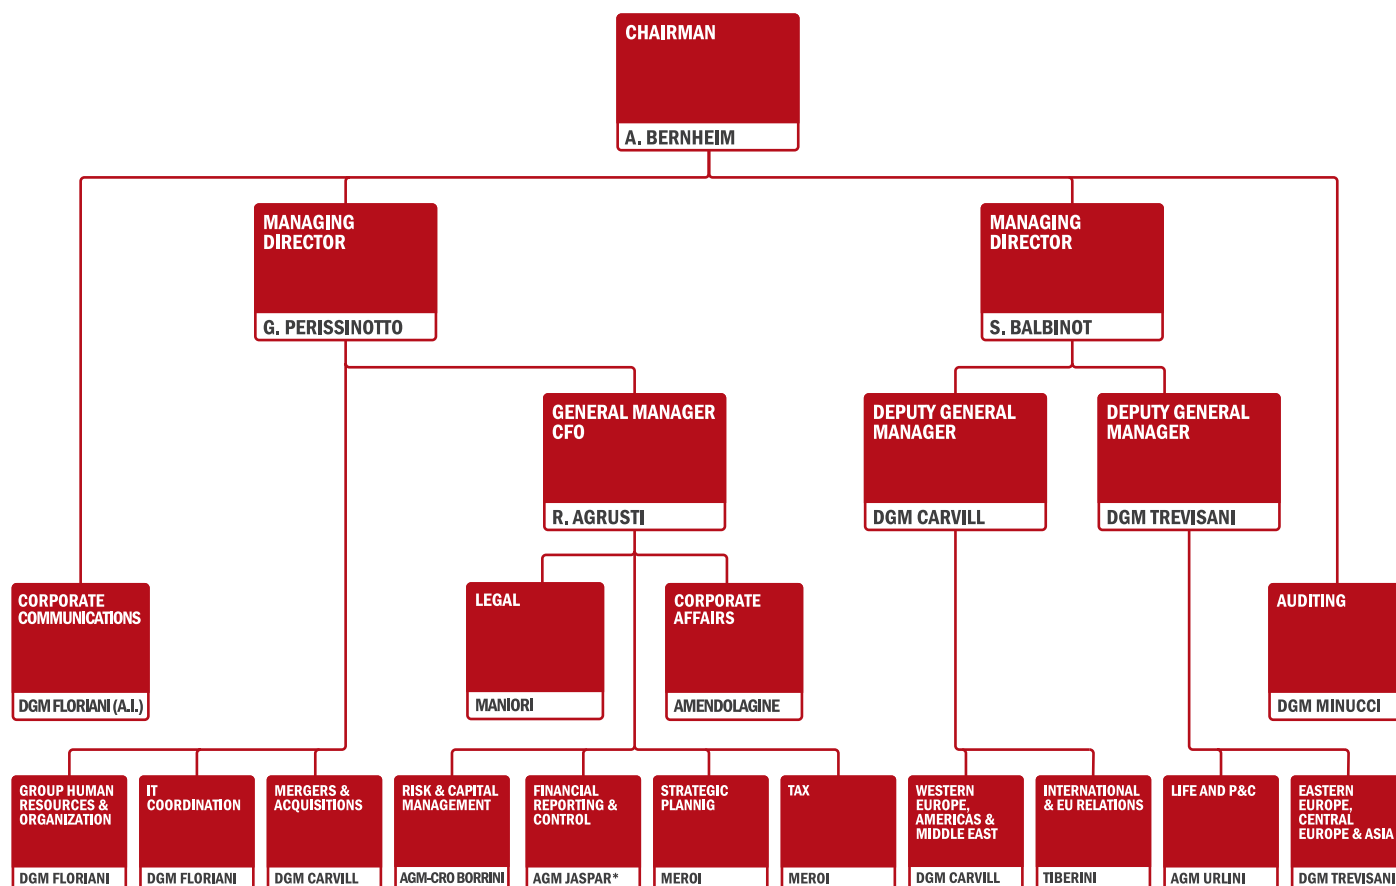 CHAIRMAN
A. BERNHEIM
MANAGING
DIRECTOR
G. PERISSINOTTO
MANAGING
DIRECTOR
S. BALBINOT
GENERAL MANAGER
CFO
R. AGRUSTI
DEPUTY GENERAL
MANAGER
DGM CARVILL
DEPUTY GENERAL
MANAGER
DGM TREVISANI
CORPORATE
COMMUNICATIONS
DGM FLORIANI (A.I.)
LEGAL
MANIORI
CORPORATE
AFFAIRS
AMENDOLAGINE
AUDITING
DGM MINUCCI
GROUP HUMAN
RESOURCES &
ORGANIZATION
DGM FLORIANI
IT
COORDINATION
DGM FLORIANI
MERGERS &
ACQUISITIONS
DGM CARVILL
RISK & CAPITAL
MANAGEMENT
AGM-CRO BORRINI
FINANCIAL
REPORTING &
CONTROL
AGM JASPAR*
STRATEGIC
PLANNIG
MEROI
TAX
MEROI
WESTERN
EUROPE,
AMERICAS &
MIDDLE EAST
DGM CARVILL
INTERNATIONAL
& EU RELATIONS
TIBERINI
LIFE AND P&C
AGM URLINI
EASTERN
EUROPE,
CENTRAL
EUROPE & ASIA
DGM TREVISANI